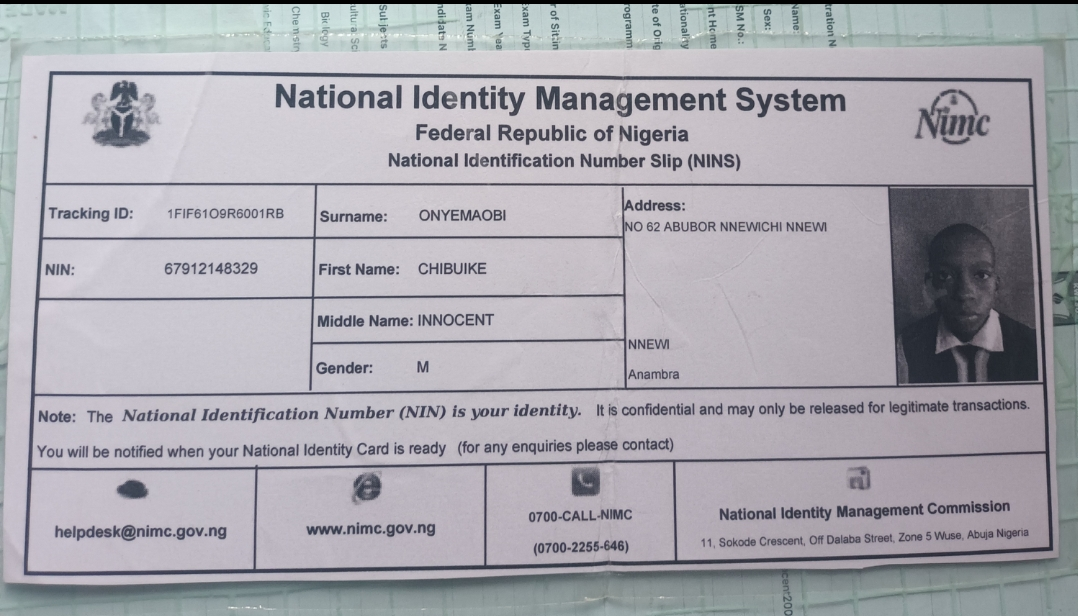 National Identity Management System
Federal Republic of Nigeria
National Identification Number Slip (NINS)
Nimc
Tracking ID: 1FIF61O9R6001RB
Surname: ONYEMAOBI
Address:
NO 62 ABUBOR NNEWICHI NNEWI
NIN: 67912148329
First Name: CHIBUIKE
Middle Name: INNOCENT
NNEWI
Gender: M
Anambra
Note: The National Identification Number (NIN) is your identity. It is confidential and may only be released for legitimate transactions.
You will be notified when your National Identity Card is ready (for any enquiries please contact)
helpdesk@nimc.gov.ng
www.nimc.gov.ng
0700-CALL-NIMC
(0700-2255-646)
National Identity Management Commission
11, Sokode Crescent, Off Dalaba Street, Zone 5 Wuse, Abuja Nigeria